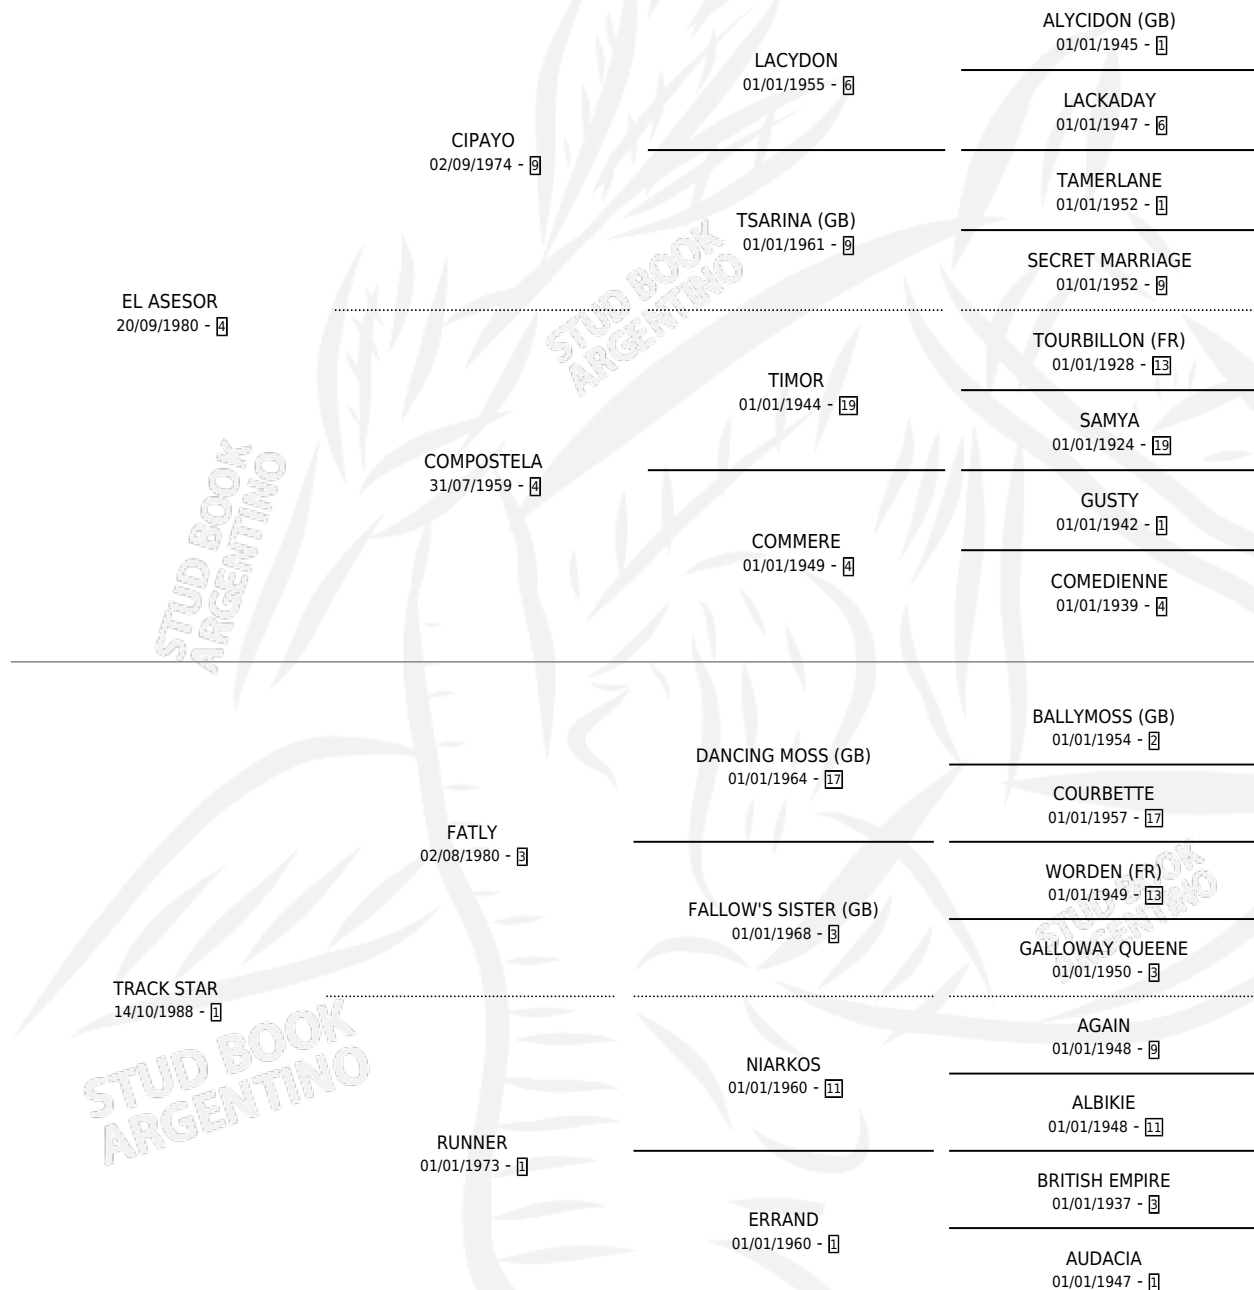 ALYCIDON (GB)
01/01/1945 - 1
LACYDON
01/01/1955 - 6
LACKADAY
01/01/1947 - 6
CIPAYO
02/09/1974 - 9
TAMERLANE
01/01/1952 - 1
TSARINA (GB)
01/01/1961 - 9
SECRET MARRIAGE
01/01/1952 - 9
EL ASESOR
20/09/1980 - 4
STUD BOOK
ARGENTINO
TOURBILLON (FR)
01/01/1928 - 13
TIMOR
01/01/1944 - 19
SAMYA
01/01/1924 - 19
COMPOSTELA
31/07/1959 - 4
GUSTY
01/01/1942 - 1
COMMERE
01/01/1949 - 4
COMEDIENNE
01/01/1939 - 4
STUD BOOK
ARGENTINO
BALLYMOSS (GB)
01/01/1954 - 2
DANCING MOSS (GB)
01/01/1964 - 17
COURBETTE
01/01/1957 - 17
FATLY
02/08/1980 - 3
WORDEN (FR)
01/01/1949 - 13
FALLOW'S SISTER (GB)
01/01/1968 - 3
GALLOWAY QUEENE
01/01/1950 - 3
STUD BOOK
ARGENTINO
TRACK STAR
14/10/1988 - 1
AGAIN
01/01/1948 - 9
NIARKOS
01/01/1960 - 11
ALBIKIE
01/01/1948 - 11
STUD BOOK
ARGENTINO
RUNNER
01/01/1973 - 1
BRITISH EMPIRE
01/01/1937 - 3
ERRAND
01/01/1960 - 1
AUDACIA
01/01/1947 - 1